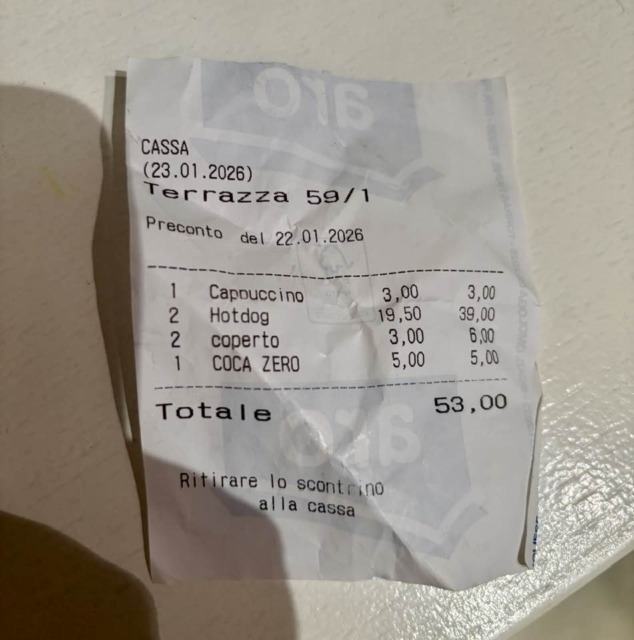 aro
CASSA
(23.01.2026)
Terrazza 59/1
Preconto del 22.01.2026
1 Cappuccino 3,00 3,00
2 Hotdog 19,50 39,00
2 coperto 3,00 6,00
1 COCA ZERO 5,00 5,00
Totale 53,00
aro
Ritirare lo scontrino
alla cassa